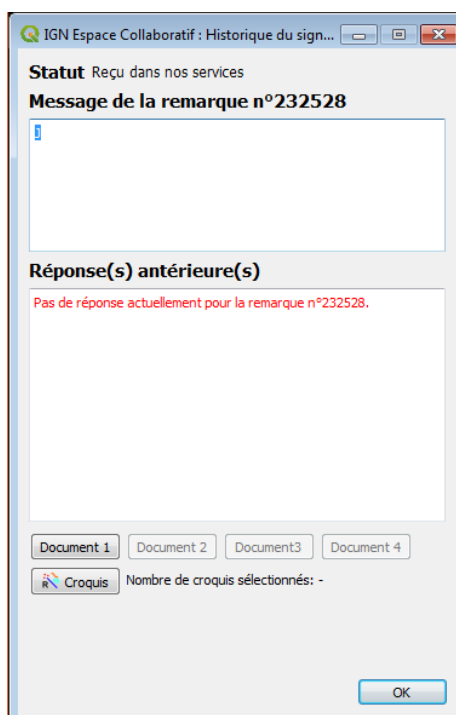 IGN Espace Collaboratif : Historique du sign...
Statut Reçu dans nos services
Message de la remarque n°232528
J
Réponse(s) antérieure(s)
Pas de réponse actuellement pour la remarque n°232528.
Document 1 Document 2 Document3 Document 4
Croquis Nombre de croquis sélectionnés: -
OK